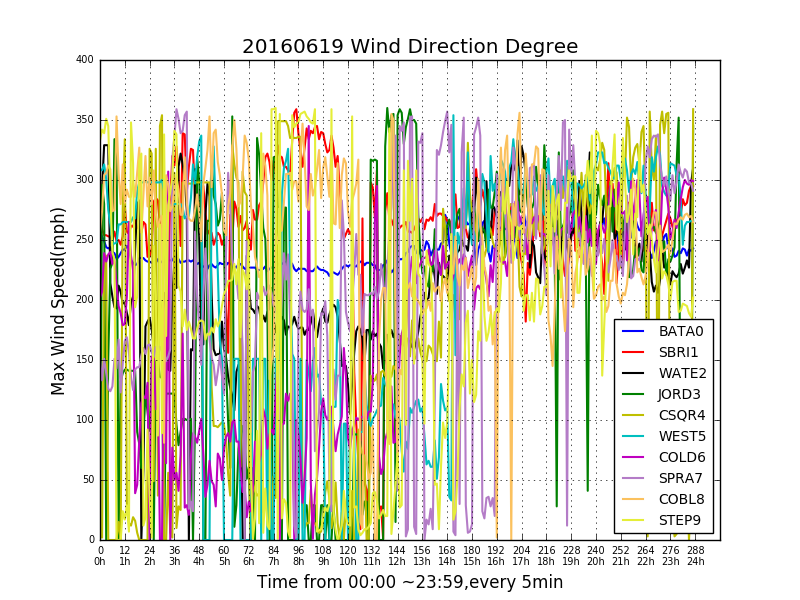 20160619 Wind Direction Degree
Max Wind Speed(mph)
400
350
300
250
200
150
100
50
0
BATA0
SBRI1
WATE2
JORD3
CSQR4
WEST5
COLD6
SPRA7
COBL8
STEP9
0 12 24 36 48 60 72 84 96 108 120 132 144 156 168 180 192 204 216 228 240 252 264 276 288
0h 1h 2h 3h 4h 5h 6h 7h 8h 9h 10h 11h 12h 13h 14h 15h 16h 17h 18h 19h 20h 21h 22h 23h 24h
Time from 00:00 ~23:59,every 5min